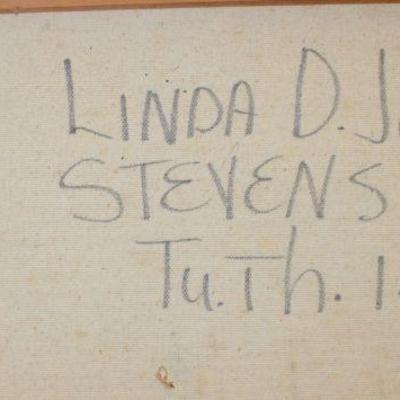 LINDA D. J
STEVENS
Tu. Th. 1